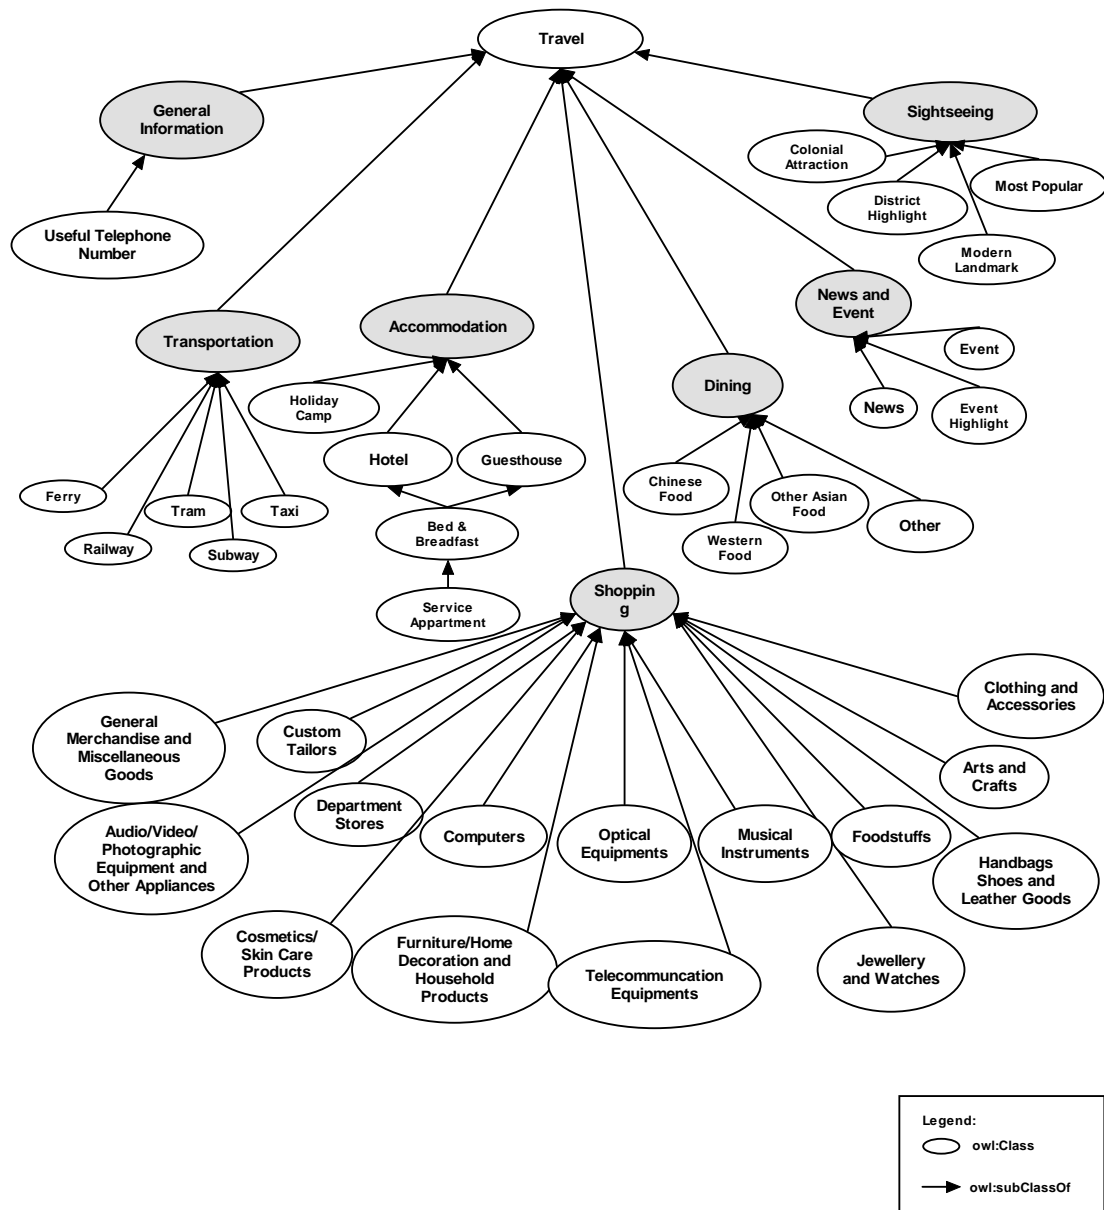 Travel
General
Information
Sightseeing
Colonial
Attraction
Most Popular
District
Highlight
Useful Telephone
Number
Modern
Landmark
News and
Event
Accommodation
Transportation
Event
Dining
Holiday
Camp
News
Event
Highlight
Hotel
Guesthouse
Chinese
Food
Other Asian
Food
Ferry
Tram
Taxi
Other
Bed &
Breadfast
Railway
Subway
Western
Food
Shoppin
g
Service
Appartment
Clothing and
Accessories
General
Merchandise and
Miscellaneous
Goods
Custom
Tailors
Arts and
Crafts
Department
Stores
Computers
Optical
Equipments
Musical
Instruments
Foodstuffs
Audio/Video/
Photographic
Equipment and
Other Appliances
Handbags
Shoes and
Leather Goods
Cosmetics/
Skin Care
Products
Furniture/Home
Decoration and
Household
Products
Telecommuncation
Equipments
Jewellery
and Watches
Legend:
owl:Class
owl:subClassOf